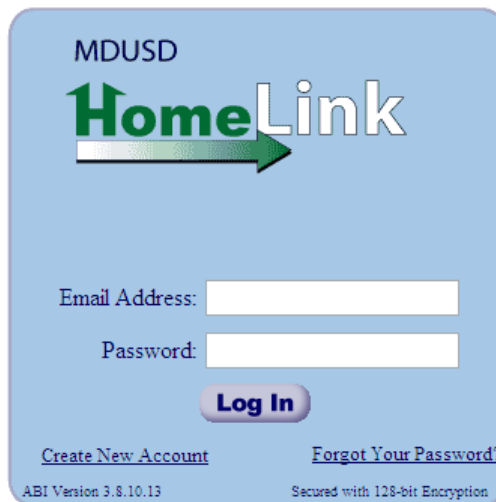 MDUSD
HomeLink
Email Address:
Password:
Log In
Create New Account Forgot Your Password?
ABI Version 3.8.10.13 Secured with 128-bit Encryption